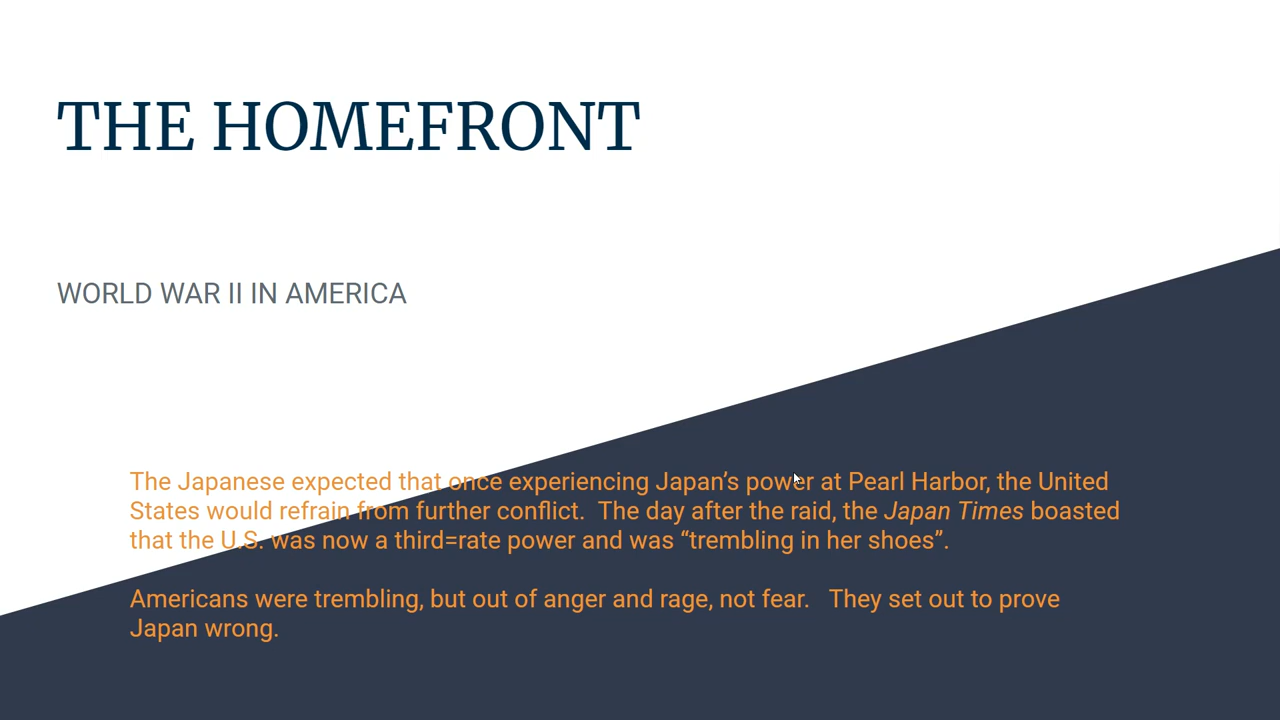 THE HOMEFRONT
WORLD WAR II IN AMERICA
The Japanese expected that once experiencing Japan’s power at Pearl Harbor, the United
States would refrain from further conflict.  The day after the raid, the Japan Times boasted
that the U.S. was now a third=rate power and was “trembling in her shoes”.
Americans were trembling, but out of anger and rage, not fear.   They set out to prove
Japan wrong.